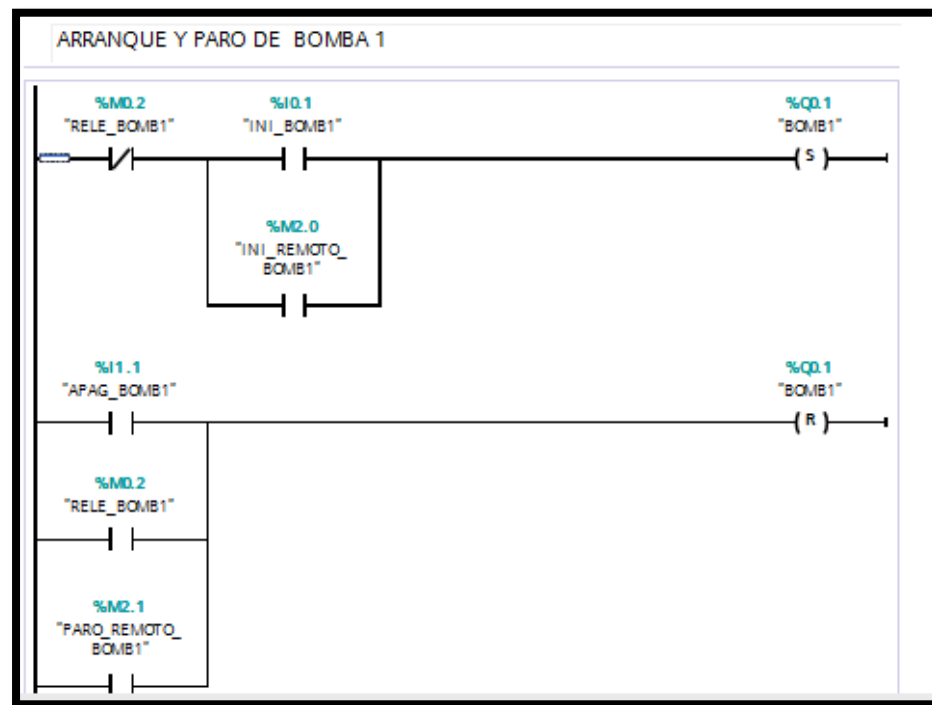 ARRANQUE Y PARO DE BOMBA 1
%M0.2
"RELE_BOMB1"
%I0.1
"INI_BOMB1"
%Q0.1
"BOMB1"
S
%M2.0
"INI_REMOTO_
BOMB1"
%I1.1
"APAG_BOMB1"
%Q0.1
"BOMB1"
R
%M0.2
"RELE_BOMB1"
%M2.1
"PARO_REMOTO_
BOMB1"